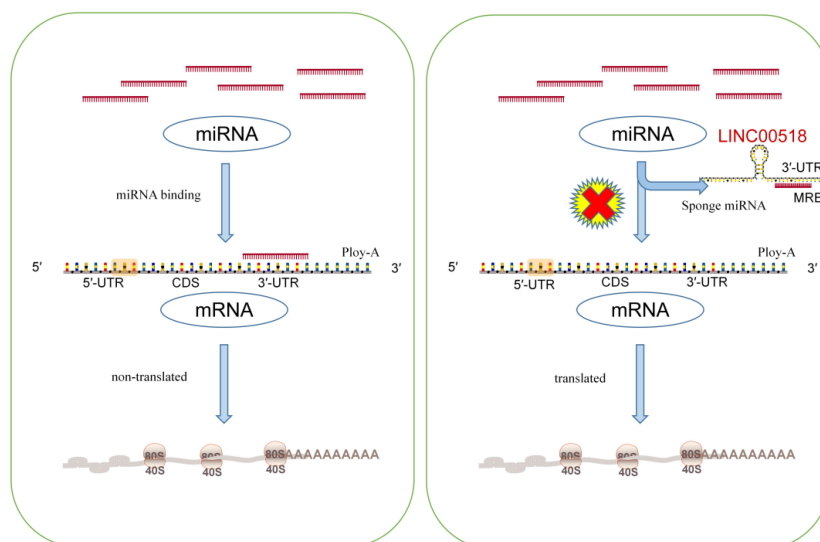 miRNA
miRNA binding
Ploy-A
5′ 3′
5′-UTR CDS 3′-UTR
mRNA
non-translated
80S 80S 80SAAAAAAAAAA
40S 40S 40S
miRNA
LINC00518
3′-UTR
MRE
Sponge miRNA
Ploy-A
5′ 3′
5′-UTR CDS 3′-UTR
mRNA
translated
80S 80S 80SAAAAAAAAAA
40S 40S 40S